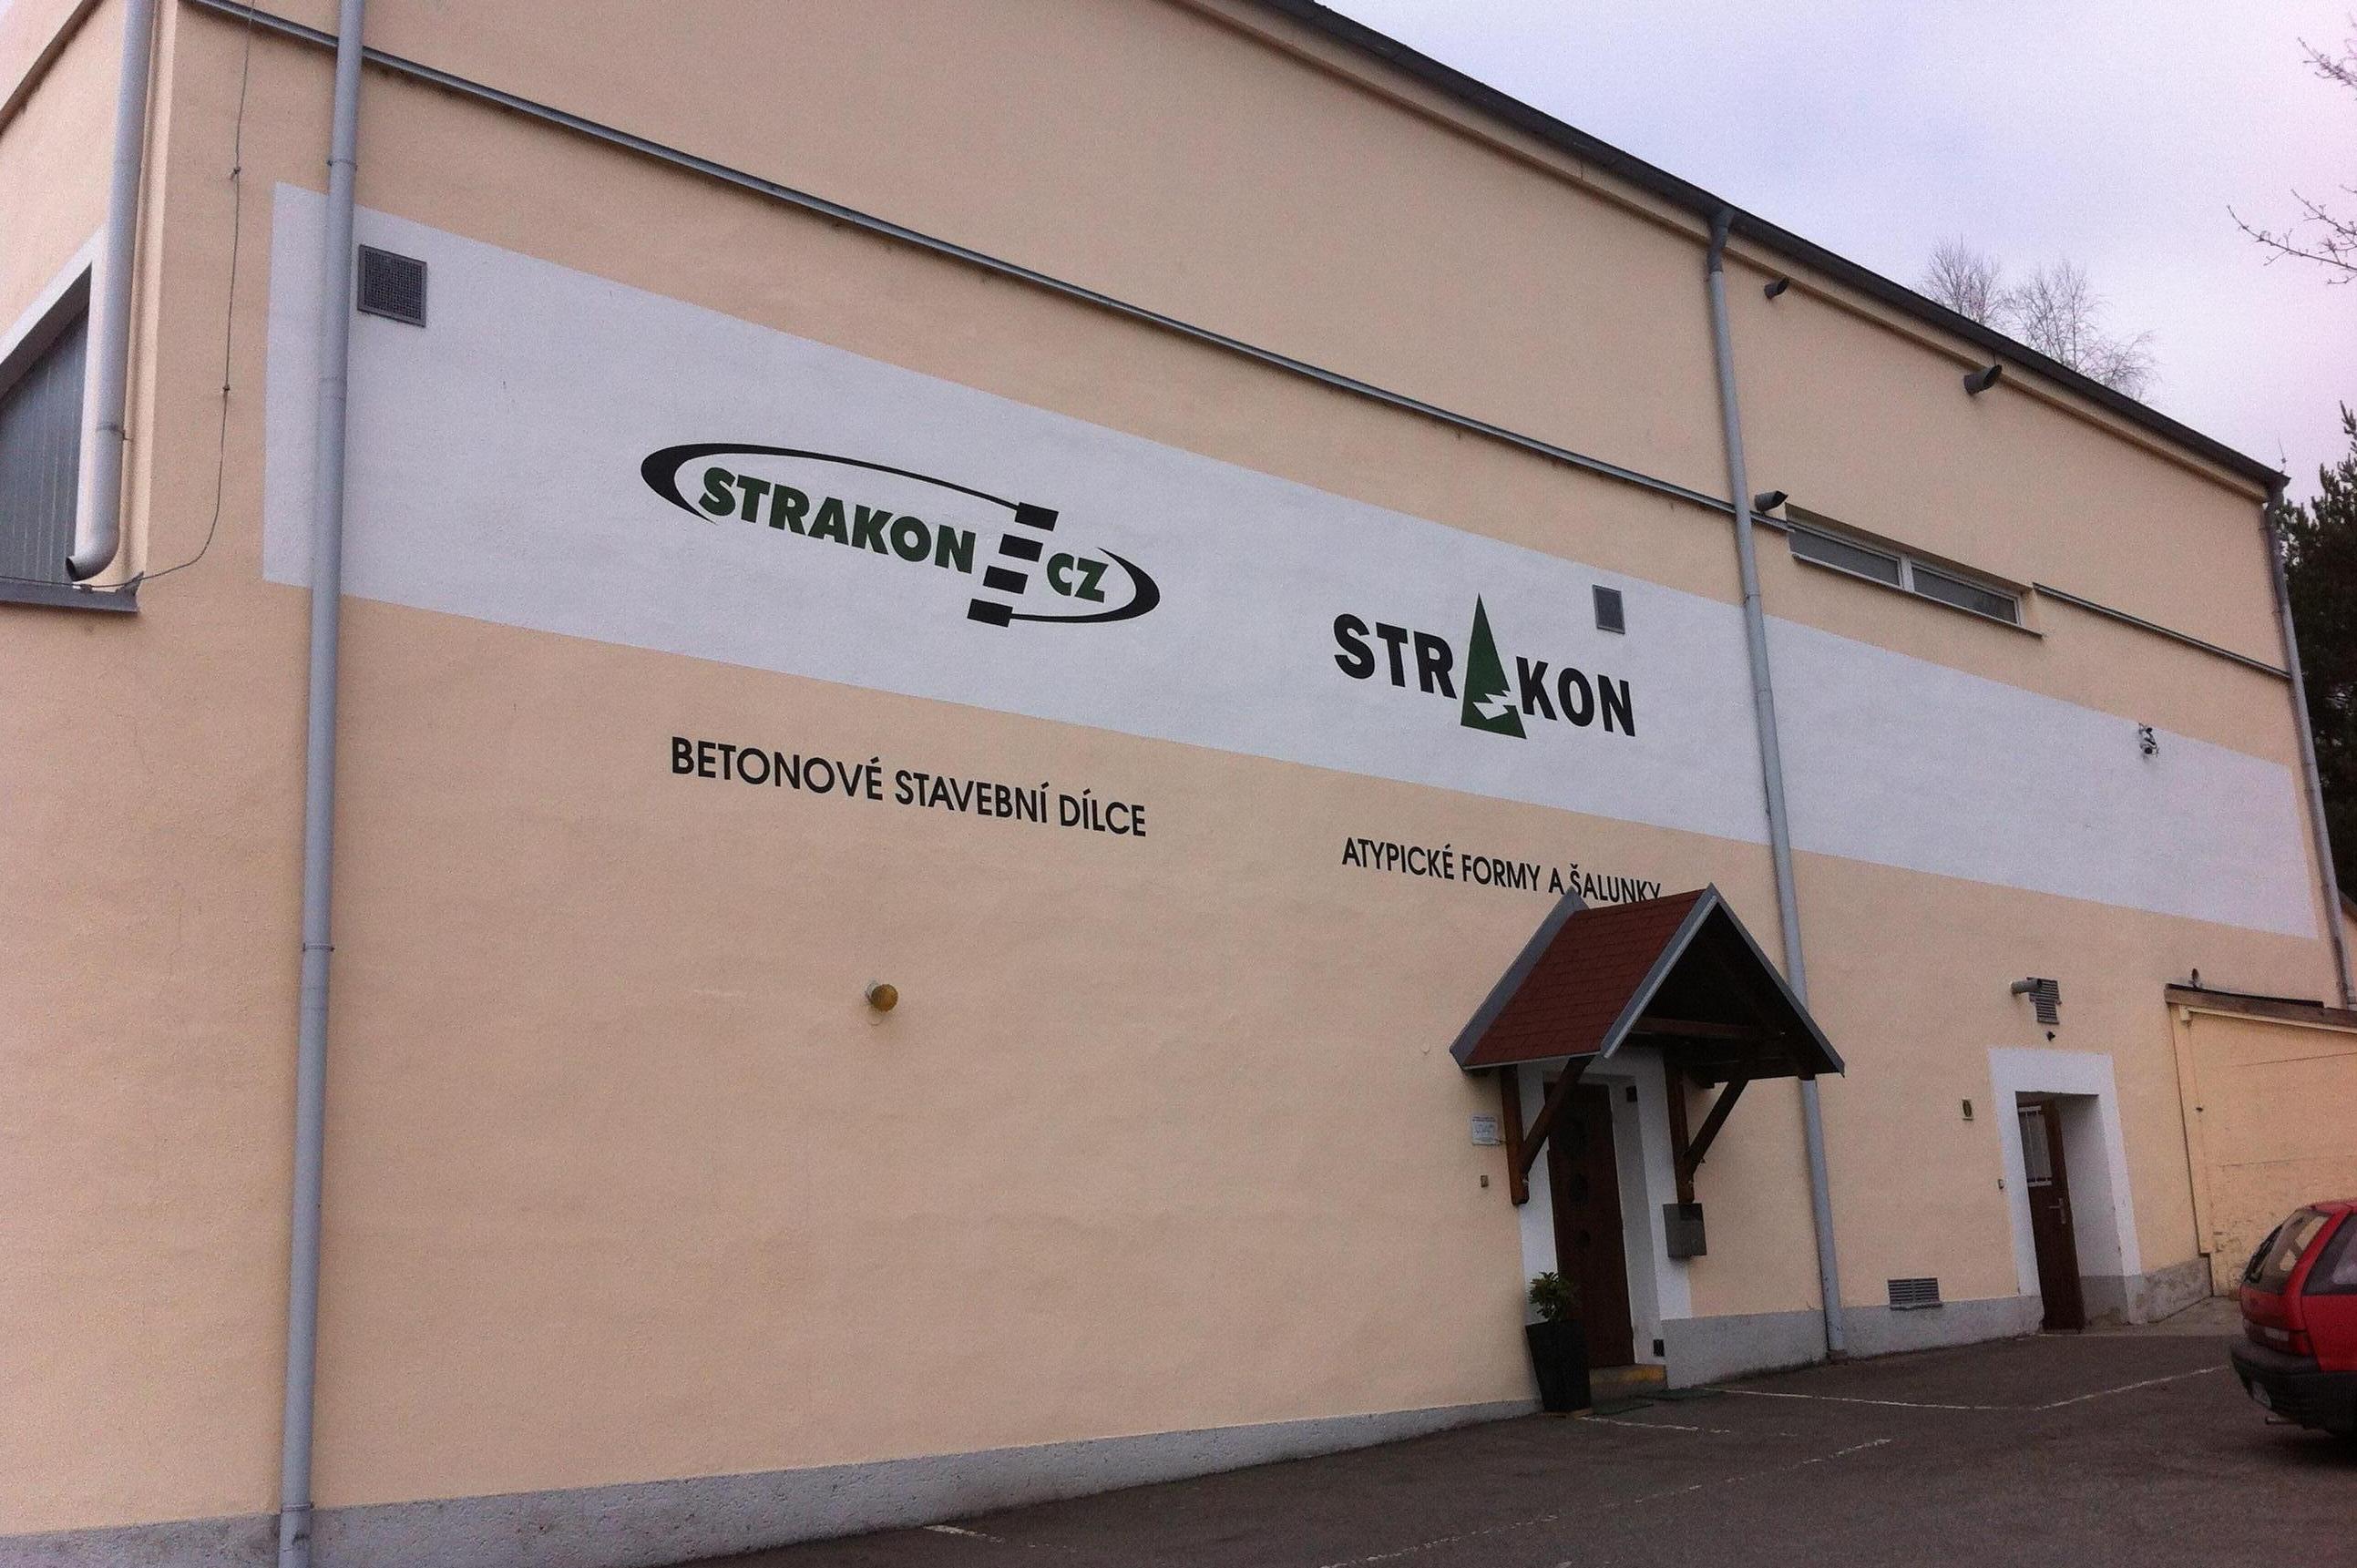 STRAKON CZ
BETONOVÉ STAVEBNÍ DÍLCE
STRAKON
ATYPICKÉ FORMY A ŠALUNKY